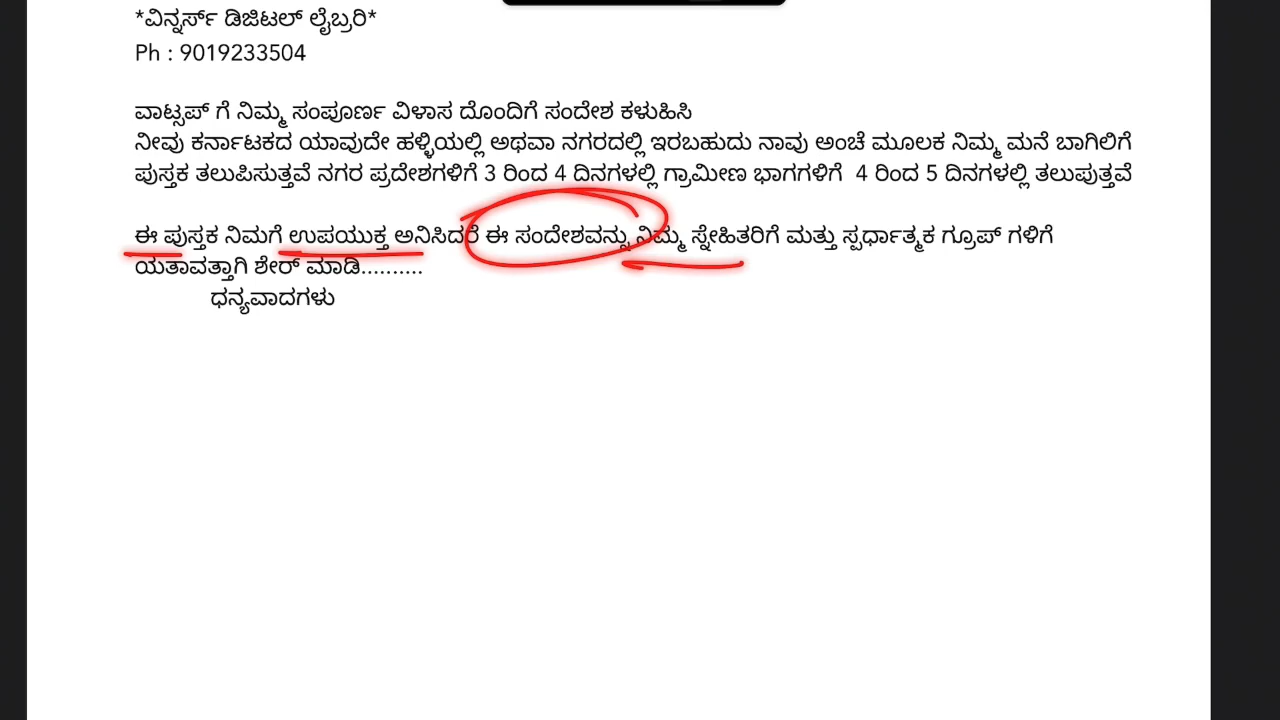 *ವಿನ್ನರ್ಸ್ ಡಿಜಿಟಲ್ ಲೈಬ್ರರಿ*
Ph : 9019233504
ವಾಟ್ಸಪ್ ಗೆ ನಿಮ್ಮ ಸಂಪೂರ್ಣ ವಿಳಾಸ ದೊಂದಿಗೆ ಸಂದೇಶ ಕಳುಹಿಸಿ
ನೀವು ಕರ್ನಾಟಕದ ಯಾವುದೇ ಹಳ್ಳಿಯಲ್ಲಿ ಅಥವಾ ನಗರದಲ್ಲಿ ಇರಬಹುದು ನಾವು ಅಂಚೆ ಮೂಲಕ ನಿಮ್ಮ ಮನೆ ಬಾಗಿಲಿಗೆ
ಪುಸ್ತಕ ತಲುಪಿಸುತ್ತವೆ ನಗರ ಪ್ರದೇಶಗಳಿಗೆ 3 ರಿಂದ 4 ದಿನಗಳಲ್ಲಿ ಗ್ರಾಮೀಣ ಭಾಗಗಳಿಗೆ  4 ರಿಂದ 5 ದಿನಗಳಲ್ಲಿ ತಲುಪುತ್ತವೆ
ಈ ಪುಸ್ತಕ ನಿಮಗೆ ಉಪಯುಕ್ತ ಅನಿಸಿದರೆ ಈ ಸಂದೇಶವನ್ನು ನಿಮ್ಮ ಸ್ನೇಹಿತರಿಗೆ ಮತ್ತು ಸ್ಪರ್ಧಾತ್ಮಕ ಗ್ರೂಪ್ ಗಳಿಗೆ
ಯತಾವತ್ತಾಗಿ ಶೇರ್ ಮಾಡಿ..........
ಧನ್ಯವಾದಗಳು